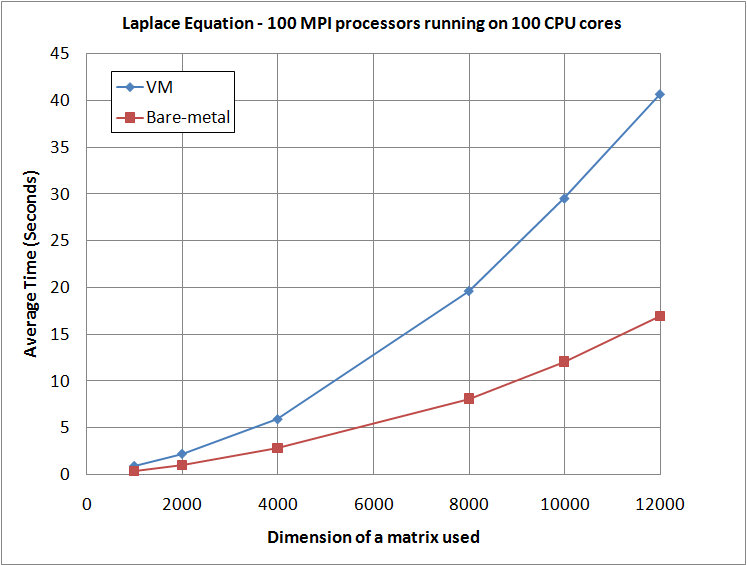 Laplace Equation - 100 MPI processors running on 100 CPU cores
45
40
35
30
25
20
15
10
5
0
VM
Bare-metal
Average Time (Seconds)
0 2000 4000 6000 8000 10000 12000
Dimension of a matrix used